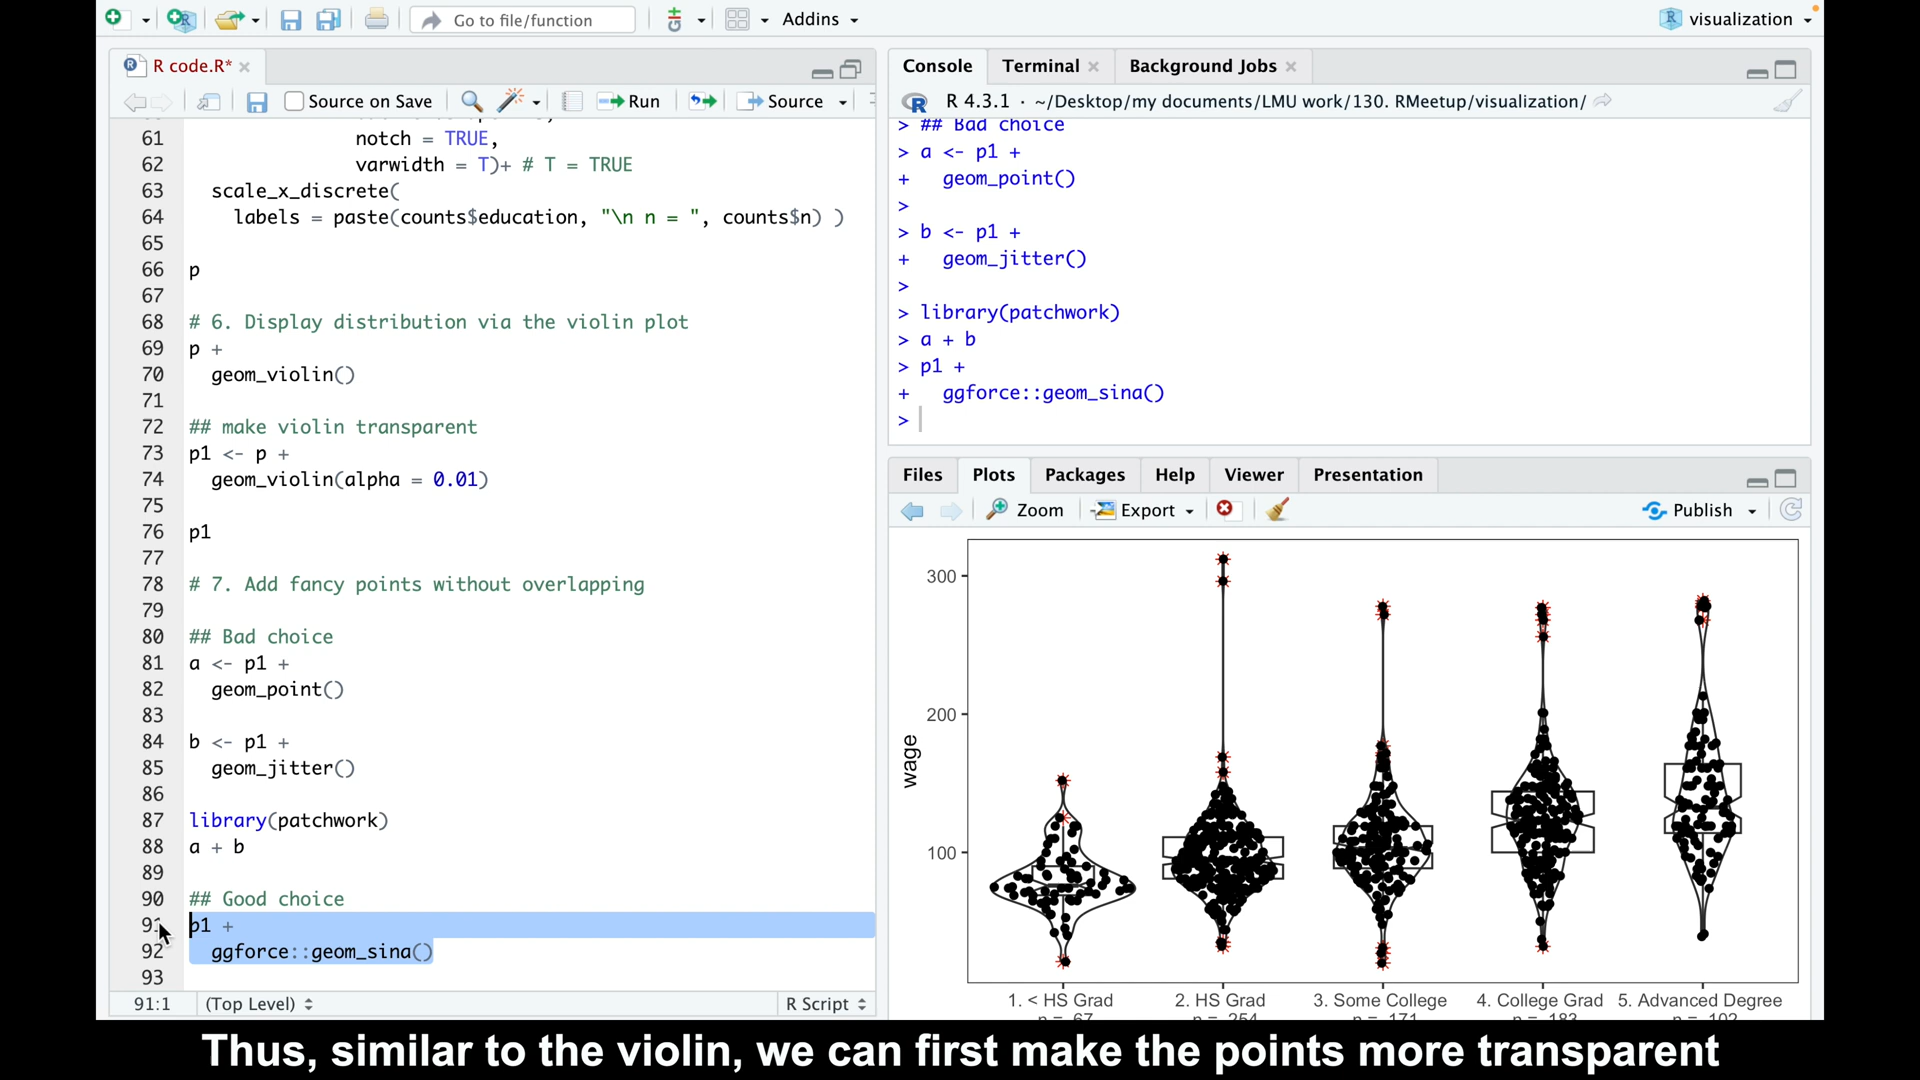 Go to file/function
Addins
visualization
R code.R*
Source on Save
Run
Source
61 notch = TRUE,
62 varwidth = T)+ # T = TRUE
63 scale_x_discrete(
64 labels = paste(counts$education, "\n n = ", counts$n) )
65
66 p
67
68 # 6. Display distribution via the violin plot
69 p +
70 geom_violin()
71
72 ## make violin transparent
73 p1 <- p +
74 geom_violin(alpha = 0.01)
75
76 p1
77
78 # 7. Add fancy points without overlapping
79
80 ## Bad choice
81 a <- p1 +
82 geom_point()
83
84 b <- p1 +
85 geom_jitter()
86
87 library(patchwork)
88 a + b
89
90 ## Good choice
91 p1 +
92 ggforce::geom_sina()
93
91:1 (Top Level) R Script
Console Terminal Background Jobs
R 4.3.1 · ~/Desktop/my documents/LMU work/130. RMeetup/visualization/
> ## Bad choice
> a <- p1 +
+ geom_point()
>
> b <- p1 +
+ geom_jitter()
>
> library(patchwork)
> a + b
> p1 +
+ ggforce::geom_sina()
>
Files Plots Packages Help Viewer Presentation
Zoom Export Publish
300
200
100
wage
1. < HS Grad 2. HS Grad 3. Some College 4. College Grad 5. Advanced Degree
n = 67 n = 254 n = 171 n = 183 n = 102
Thus, similar to the violin, we can first make the points more transparent